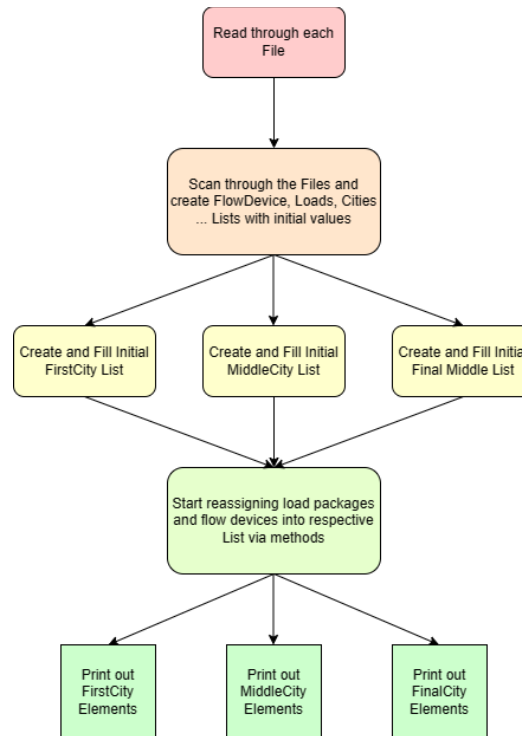 Read through each
File
Scan through the Files and
create FlowDevice, Loads, Cities
... Lists with initial values
Create and Fill Initial
FirstCity List
Create and Fill Initial
MiddleCity List
Create and Fill Initial
Final Middle List
Start reassigning load packages
and flow devices into respective
List via methods
Print out
FirstCity
Elements
Print out
MiddleCity
Elements
Print out
FinalCity
Elements